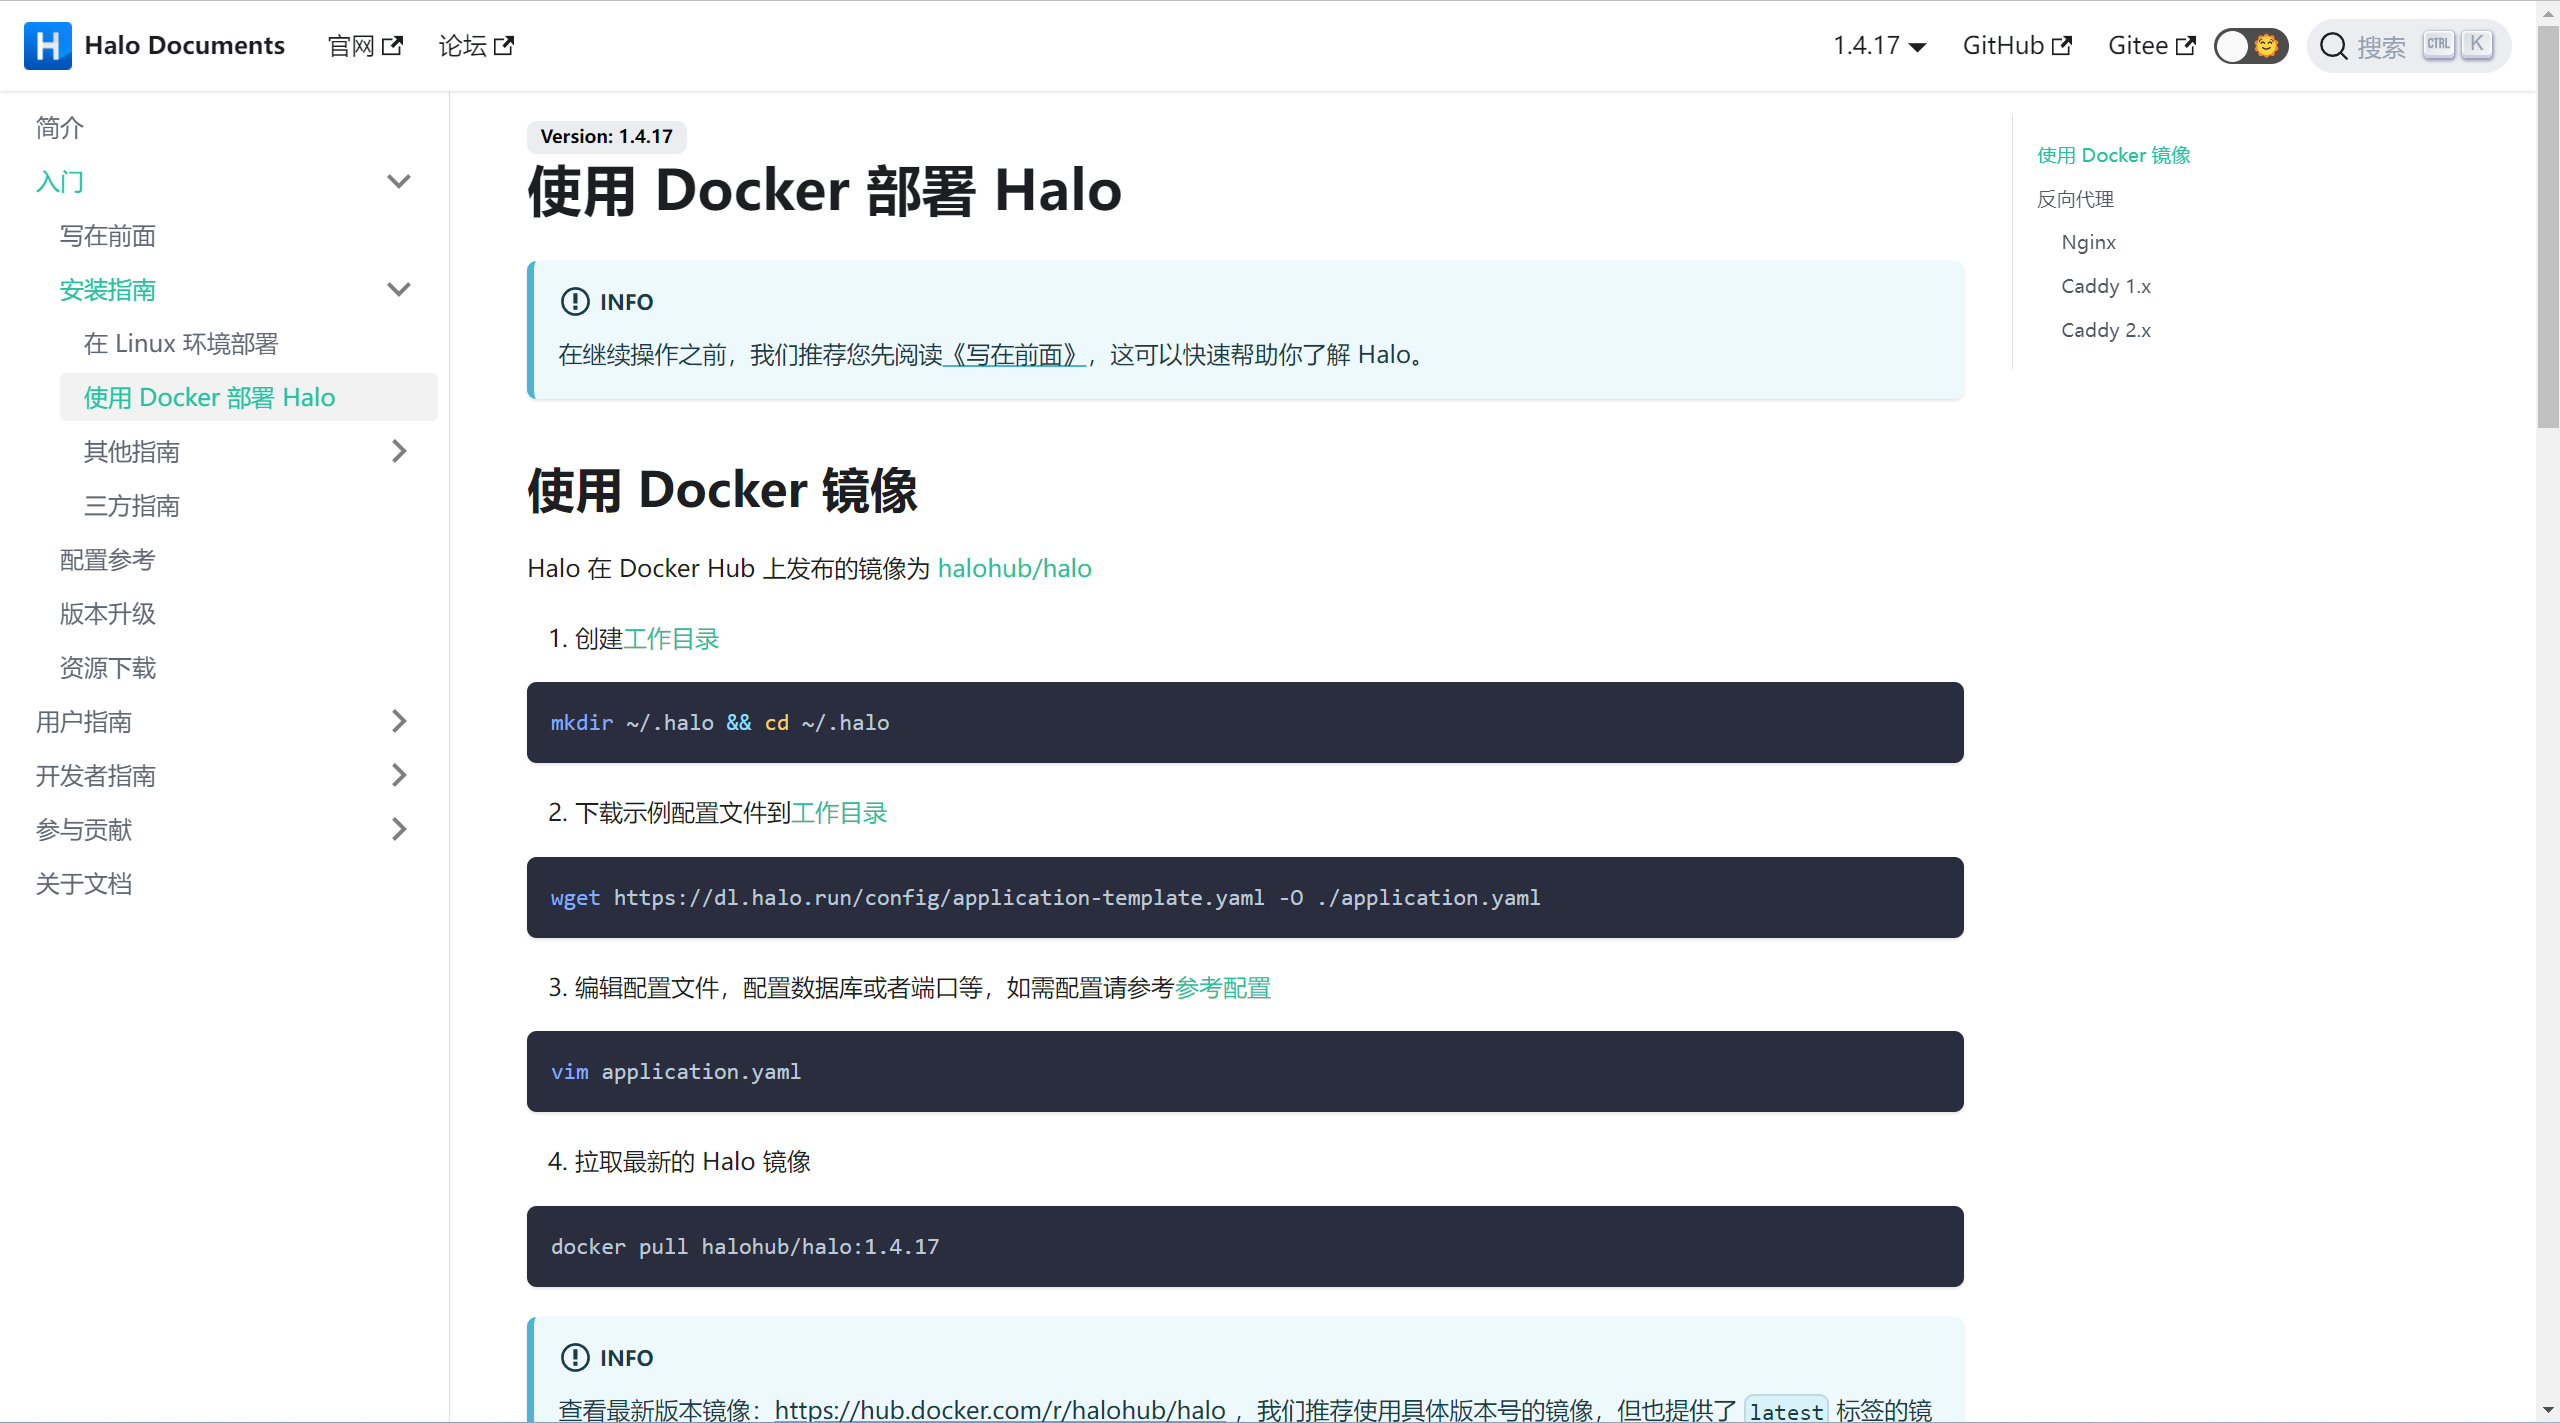 Halo Documents 官网 论坛 1.4.17 GitHub Gitee 搜索 CTRL K
简介
入门
写在前面
安装指南
在 Linux 环境部署
使用 Docker 部署 Halo
其他指南
三方指南
配置参考
版本升级
资源下载
用户指南
开发者指南
参与贡献
关于文档
Version: 1.4.17
使用 Docker 部署 Halo
INFO
在继续操作之前，我们推荐您先阅读《写在前面》，这可以快速帮助你了解 Halo。
使用 Docker 镜像
Halo 在 Docker Hub 上发布的镜像为 halohub/halo
1. 创建工作目录
mkdir ~/.halo && cd ~/.halo
2. 下载示例配置文件到工作目录
wget https://dl.halo.run/config/application-template.yaml -O ./application.yaml
3. 编辑配置文件，配置数据库或者端口等，如需配置请参考参考配置
vim application.yaml
4. 拉取最新的 Halo 镜像
docker pull halohub/halo:1.4.17
INFO
查看最新版本镜像：https://hub.docker.com/r/halohub/halo ，我们推荐使用具体版本号的镜像，但也提供了 latest 标签的镜
使用 Docker 镜像
反向代理
Nginx
Caddy 1.x
Caddy 2.x